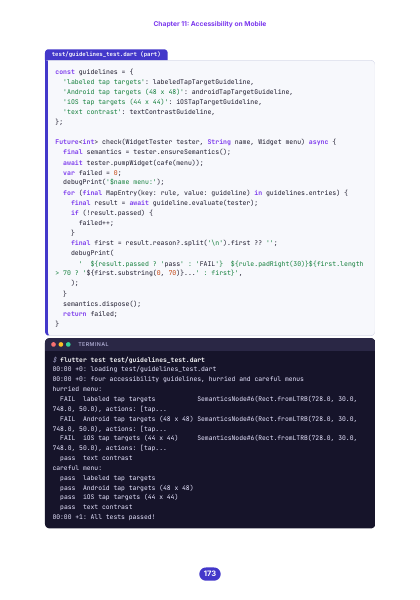 Chapter 11: Accessibility on Mobile
test/guidelines_test.dart (part)
const guidelines = {
'labeled tap targets': labeledTapTargetGuideline,
'Android tap targets (48 x 48)': androidTapTargetGuideline,
'iOS tap targets (44 x 44)': iOSTapTargetGuideline,
'text contrast': textContrastGuideline,
};
Future<int> check(WidgetTester tester, String name, Widget menu) async {
final semantics = tester.ensureSemantics();
await tester.pumpWidget(cafe(menu));
var failed = 0;
debugPrint('$name menu:');
for (final MapEntry(key: rule, value: guideline) in guidelines.entries) {
final result = await guideline.evaluate(tester);
if (!result.passed) {
failed++;
}
final first = result.reason?.split('\n').first ?? '';
debugPrint(
'  ${result.passed ? 'pass' : 'FAIL'}  ${rule.padRight(30)}${first.length
> 70 ? '${first.substring(0, 70)}...' : first}',
);
}
semantics.dispose();
return failed;
}
TERMINAL
$ flutter test test/guidelines_test.dart
00:00 +0: loading test/guidelines_test.dart
00:00 +0: four accessibility guidelines, hurried and careful menus
hurried menu:
FAIL  labeled tap targets           SemanticsNode#6(Rect.fromLTRB(728.0, 30.0,
748.0, 50.0), actions: [tap...
FAIL  Android tap targets (48 x 48) SemanticsNode#6(Rect.fromLTRB(728.0, 30.0,
748.0, 50.0), actions: [tap...
FAIL  iOS tap targets (44 x 44)     SemanticsNode#6(Rect.fromLTRB(728.0, 30.0,
748.0, 50.0), actions: [tap...
pass  text contrast
careful menu:
pass  labeled tap targets
pass  Android tap targets (48 x 48)
pass  iOS tap targets (44 x 44)
pass  text contrast
00:00 +1: All tests passed!
173